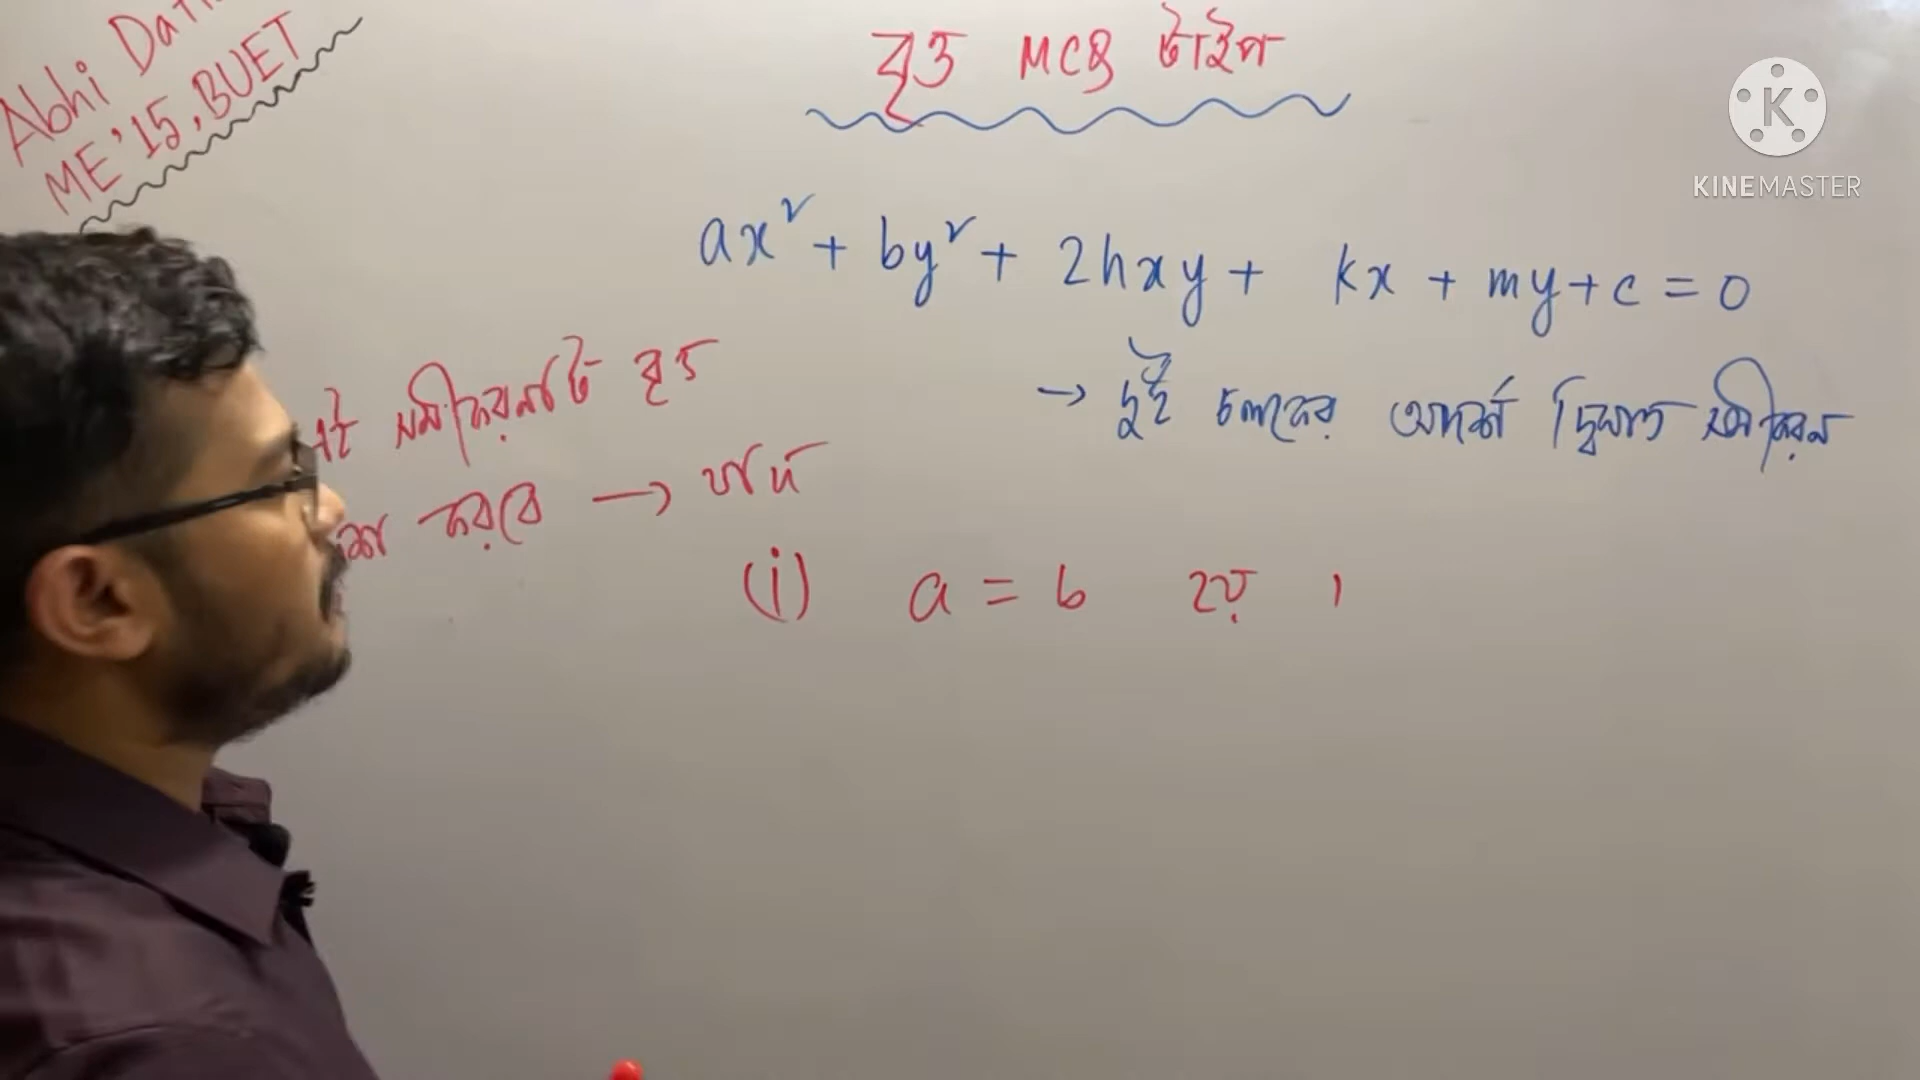 Abhi Datta
ME'15, BUET
বৃত্ত MCQ টাইপ
KINEMASTER
ax² + by² + 2hxy + kx + my + c = 0
→ দুই চলকের আদর্শ দ্বিঘাত সমীকরণ
এই সমীকরণটি বৃত্ত
করবে → যদি
(i) a = b হয় ।